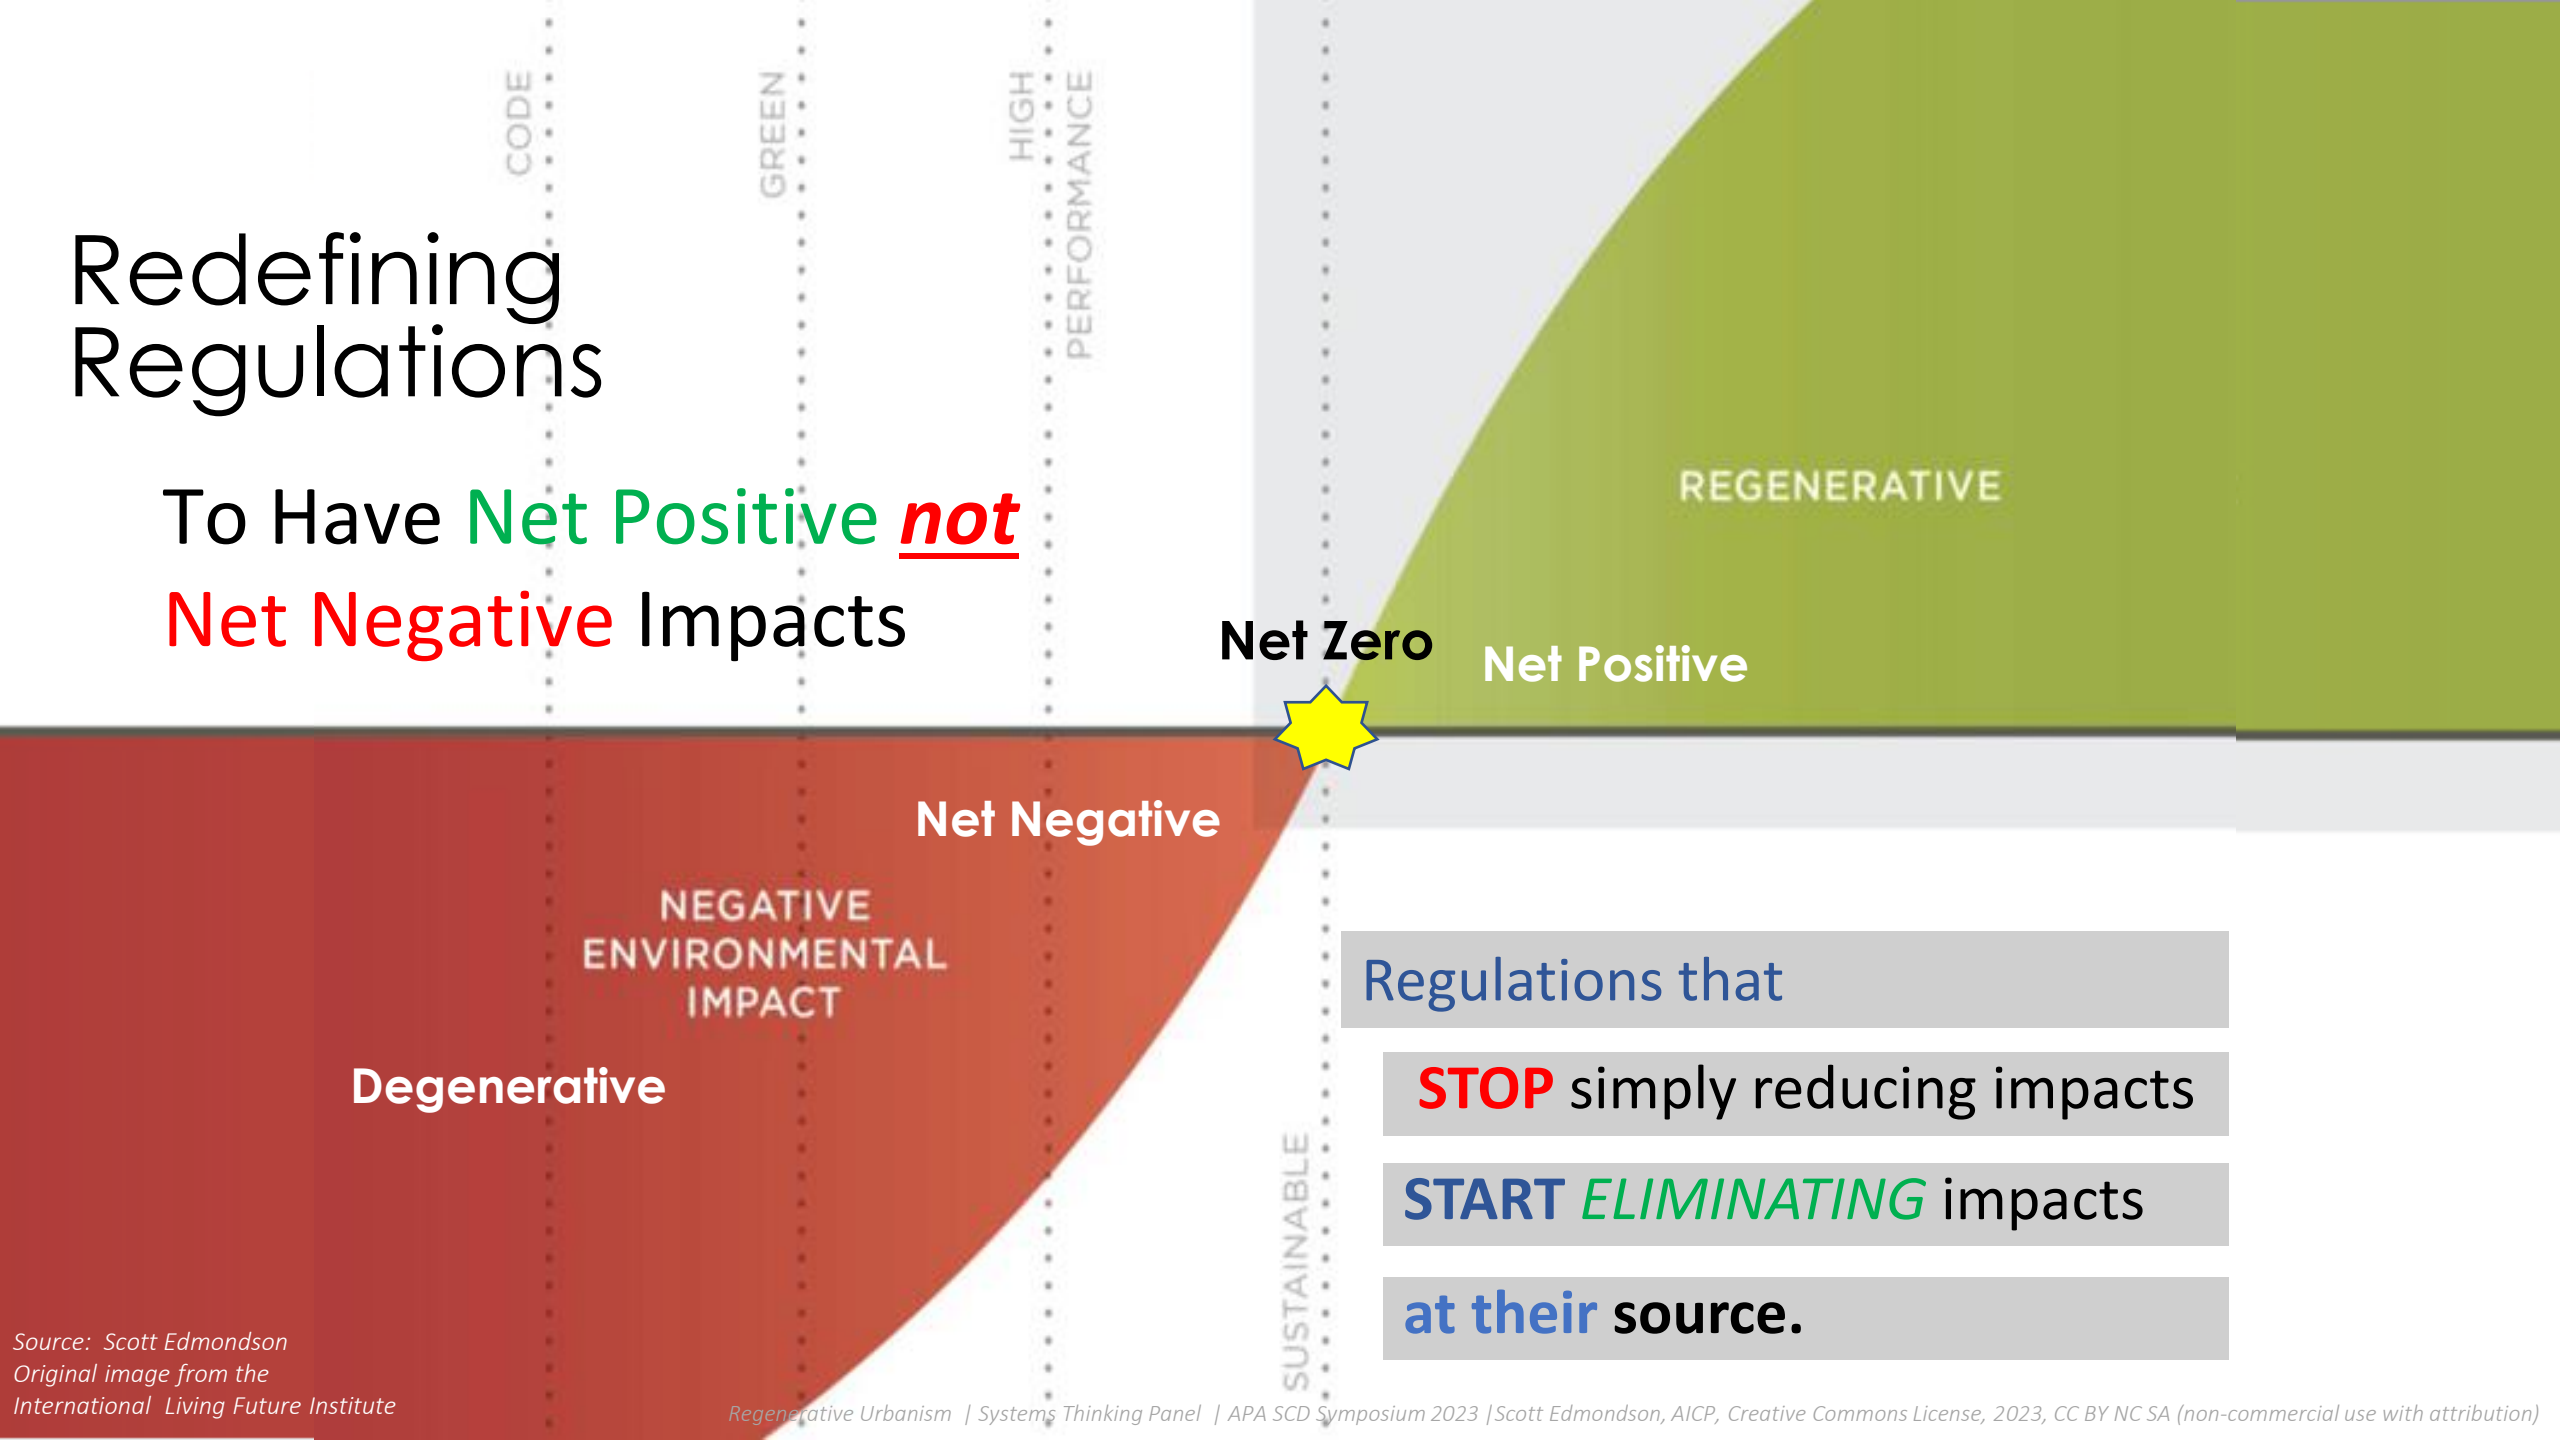 CODE
GREEN
HIGH
PERFORMANCE
Redefining
Regulations
To Have Net Positive not
Net Negative Impacts
REGENERATIVE
Net Zero
Net Positive
Net Negative
NEGATIVE
ENVIRONMENTAL
IMPACT
Degenerative
SUSTAINABLE
Regulations that
STOP simply reducing impacts
START ELIMINATING impacts
at their source.
Source:  Scott Edmondson
Original image from the
International  Living Future Institute
Regenerative Urbanism  | Systems Thinking Panel  | APA SCD Symposium 2023 |Scott Edmondson, AICP, Creative Commons License, 2023, CC BY NC SA (non-commercial use with attribution)